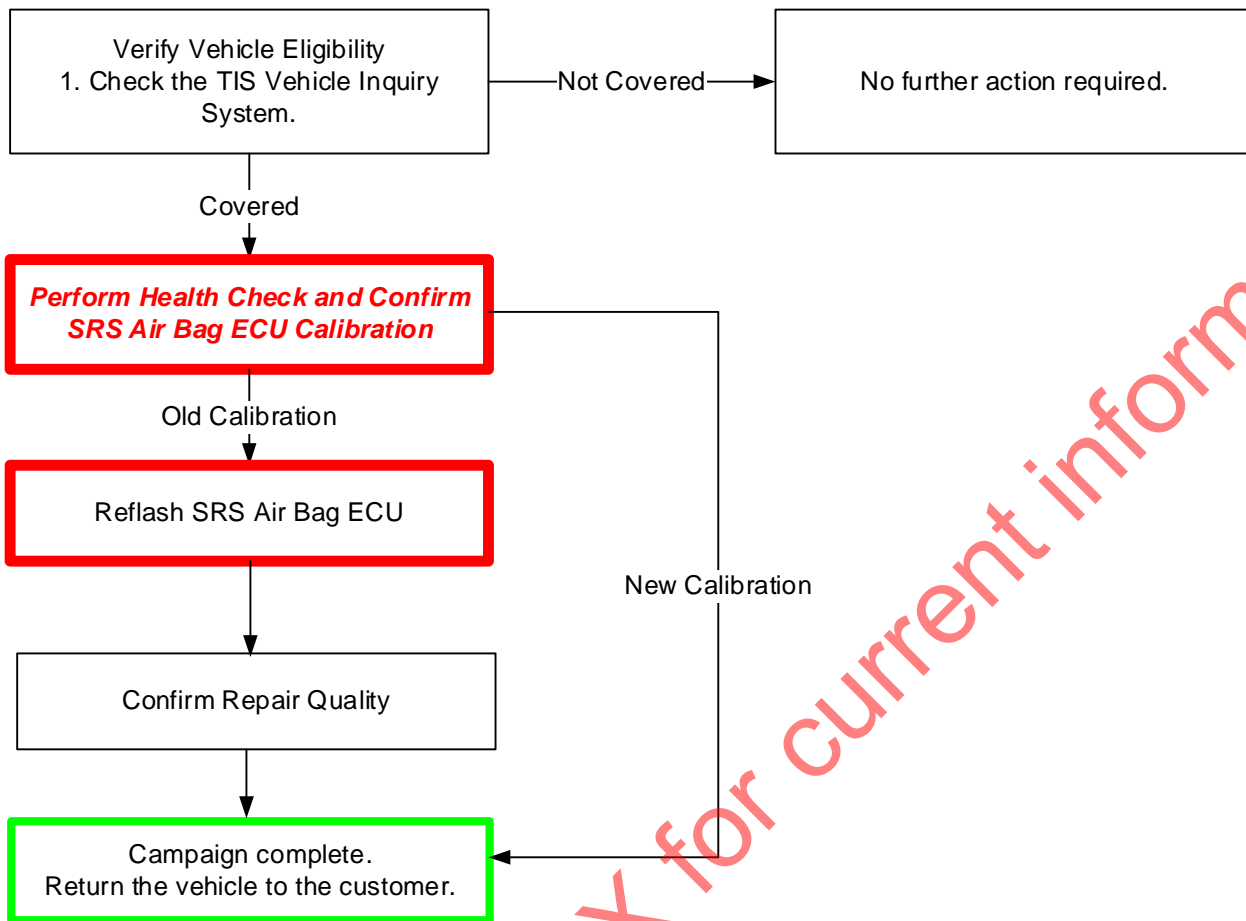 Verify Vehicle Eligibility
1. Check the TIS Vehicle Inquiry
System.
Not Covered
No further action required.
Covered
Perform Health Check and Confirm
SRS Air Bag ECU Calibration
Old Calibration
Reflash SRS Air Bag ECU
New Calibration
Confirm Repair Quality
Campaign complete.
Return the vehicle to the customer.
for current inform